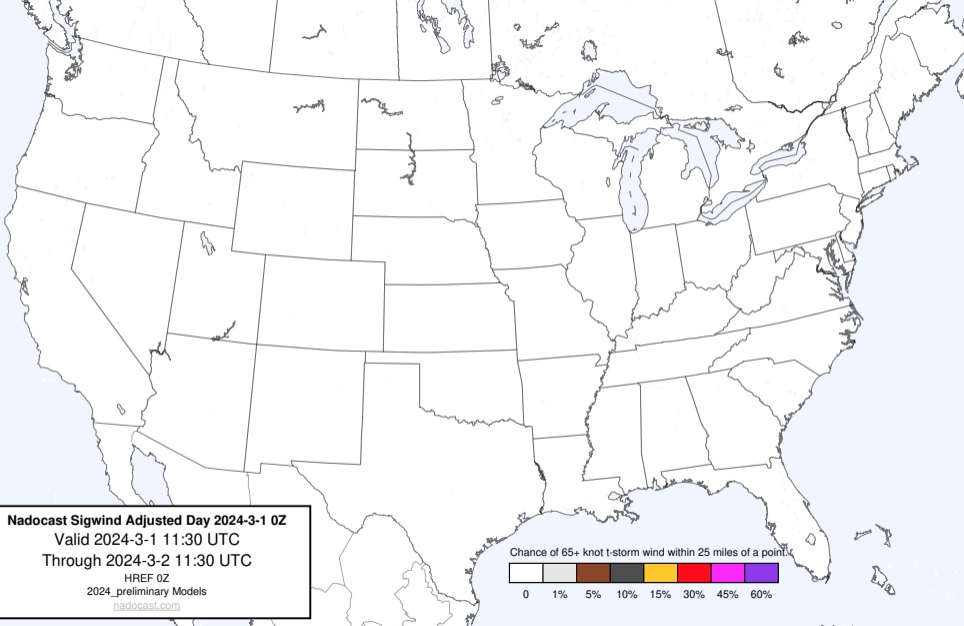 Nadocast Sigwind Adjusted Day 2024-3-1 0Z
Valid 2024-3-1 11:30 UTC
Through 2024-3-2 11:30 UTC
HREF 0Z
2024_preliminary Models
nadocast.com
Chance of 65+ knot t-storm wind within 25 miles of a point.
0 1% 5% 10% 15% 30% 45% 60%